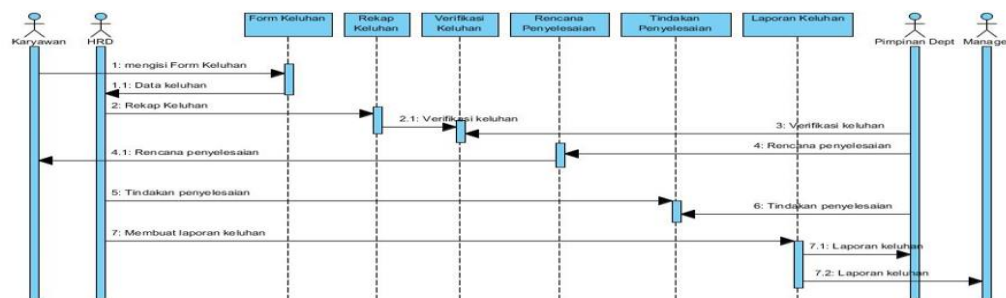 Karyawan
HRD
Form Keluhan
Rekap
Keluhan
Verifikasi
Keluhan
Rencana
Penyelesaian
Tindakan
Penyelesaian
Laporan Keluhan
Pimpinan Dept
Manage
1: mengisi Form Keluhan
1.1: Data keluhan
2: Rekap Keluhan
2.1: Verifikasi keluhan
3: Verifikasi keluhan
4: Rencana penyelesaian
4.1: Rencana penyelesaian
5: Tindakan penyelesaian
6: Tindakan penyelesaian
7: Membuat laporan keluhan
7.1: Laporan keluhan
7.2: Laporan keluhan